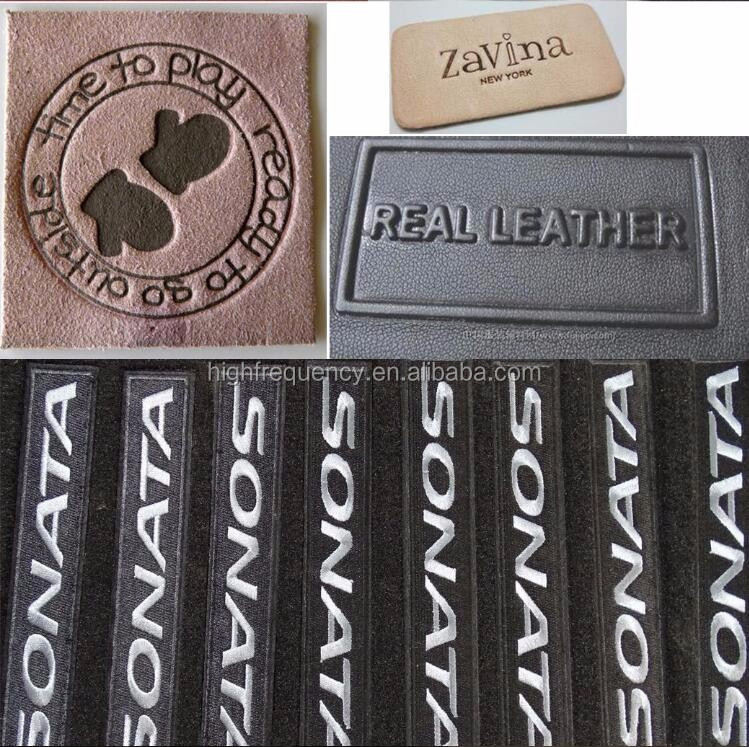 time to play ready to go outside
ZaVina
NEW YORK
REAL LEATHER
highfrequency.en.alibaba.com
SONATA
SONATA
SONATA
SONATA
SONATA
SONATA
SONATA
SONATA